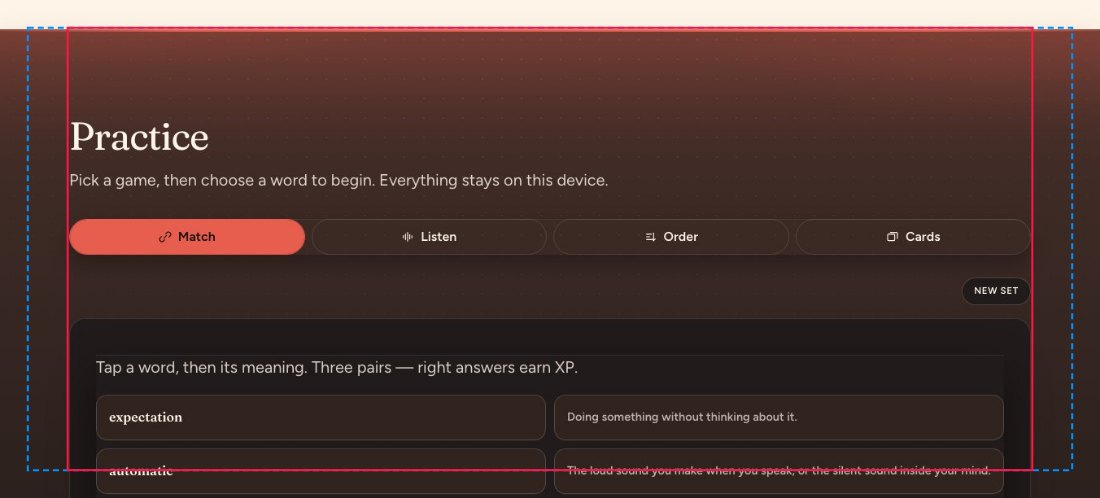 Practice
Pick a game, then choose a word to begin. Everything stays on this device.
Match
Listen
Order
Cards
NEW SET
Tap a word, then its meaning. Three pairs — right answers earn XP.
expectation
Doing something without thinking about it.
automatic
The loud sound you make when you speak, or the silent sound inside your mind.